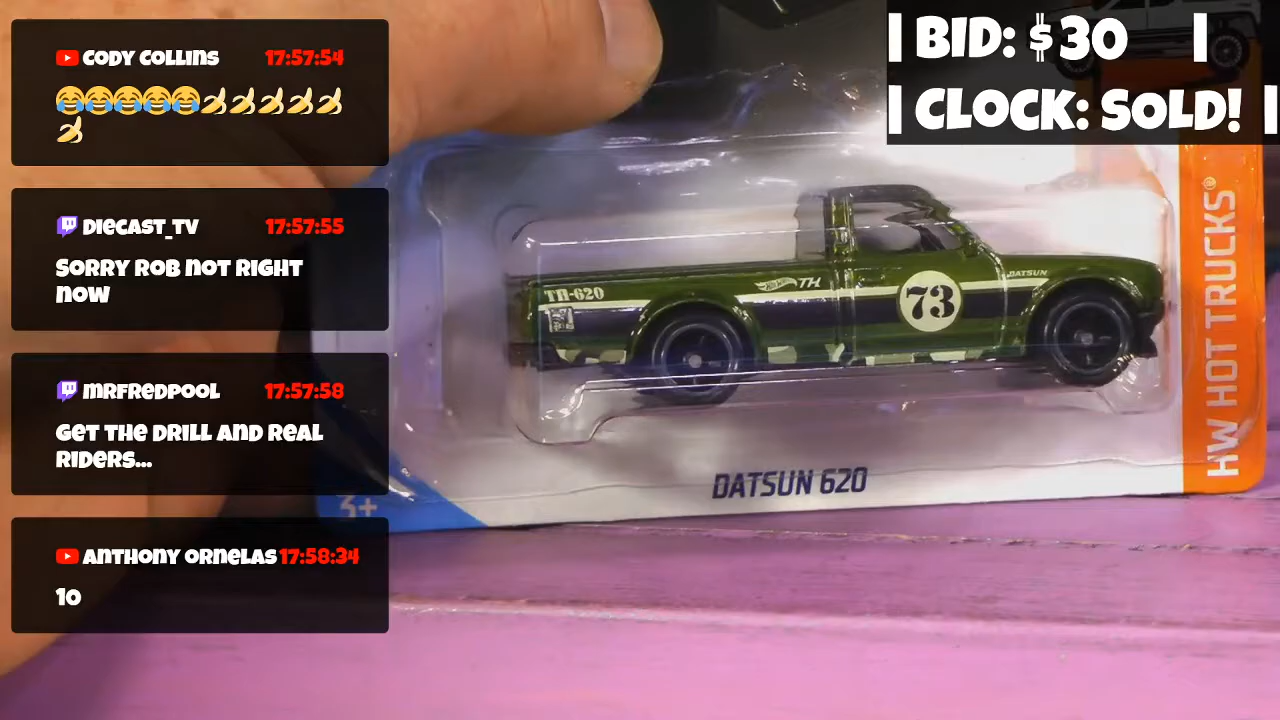 CODY COLLINS 17:57:54
😂😂😂😂😂🍌🍌🍌🍌🍌
🍌
DIECAST_TV 17:57:55
SORRY ROB NOT RIGHT
NOW
MRFREDPOOL 17:57:58
GET THE DRILL AND REAL
RIDERS...
ANTHONY ORNELAS 17:58:34
10
| BID: $30 |
| CLOCK: SOLD! |
HW HOT TRUCKS®
TH-620
Hot Wheels TH
73
DATSUN
DATSUN 620
3+